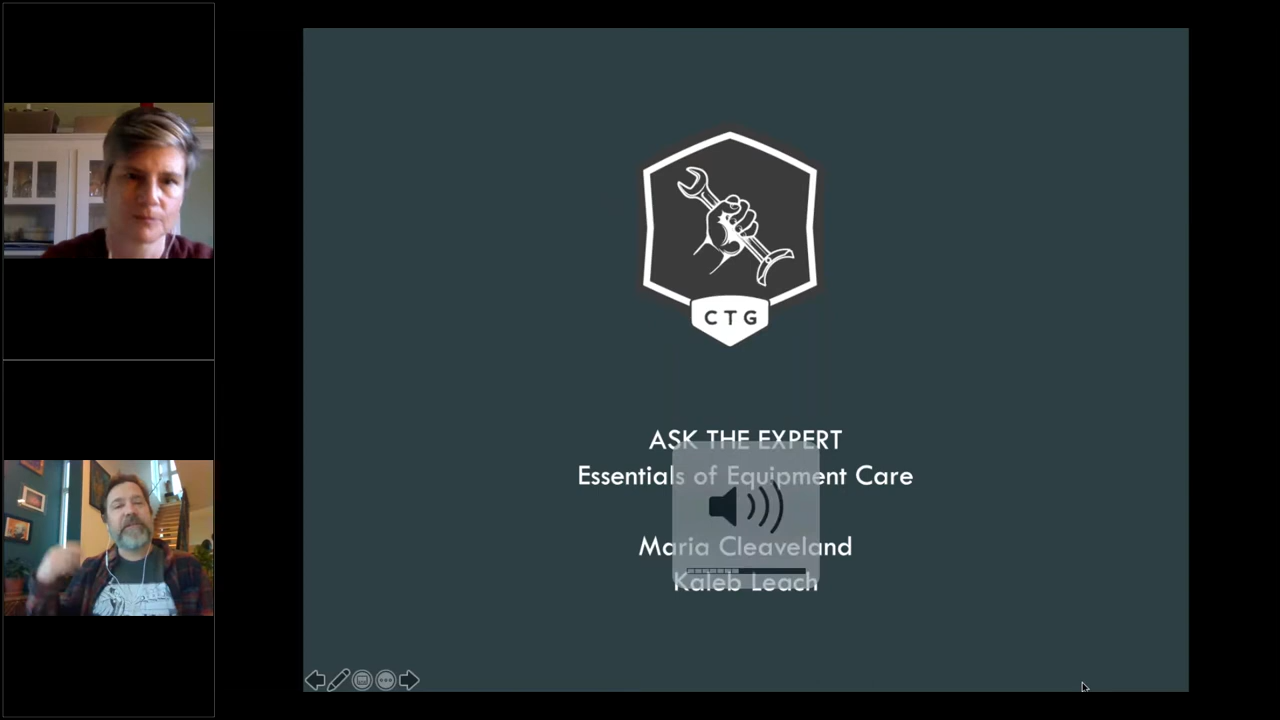 CTG
ASK THE EXPERT
Essentials of Equipment Care
Maria Cleaveland
Kaleb Leach